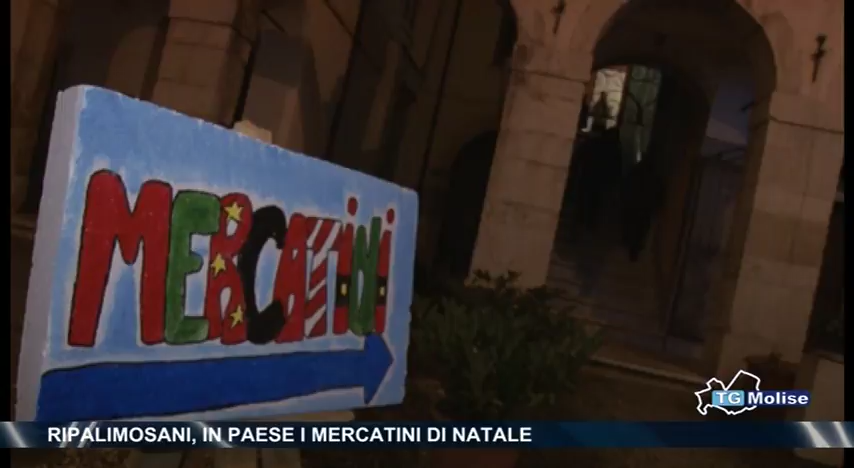 MERCATINI
TG Molise
RIPALIMOSANI, IN PAESE I MERCATINI DI NATALE